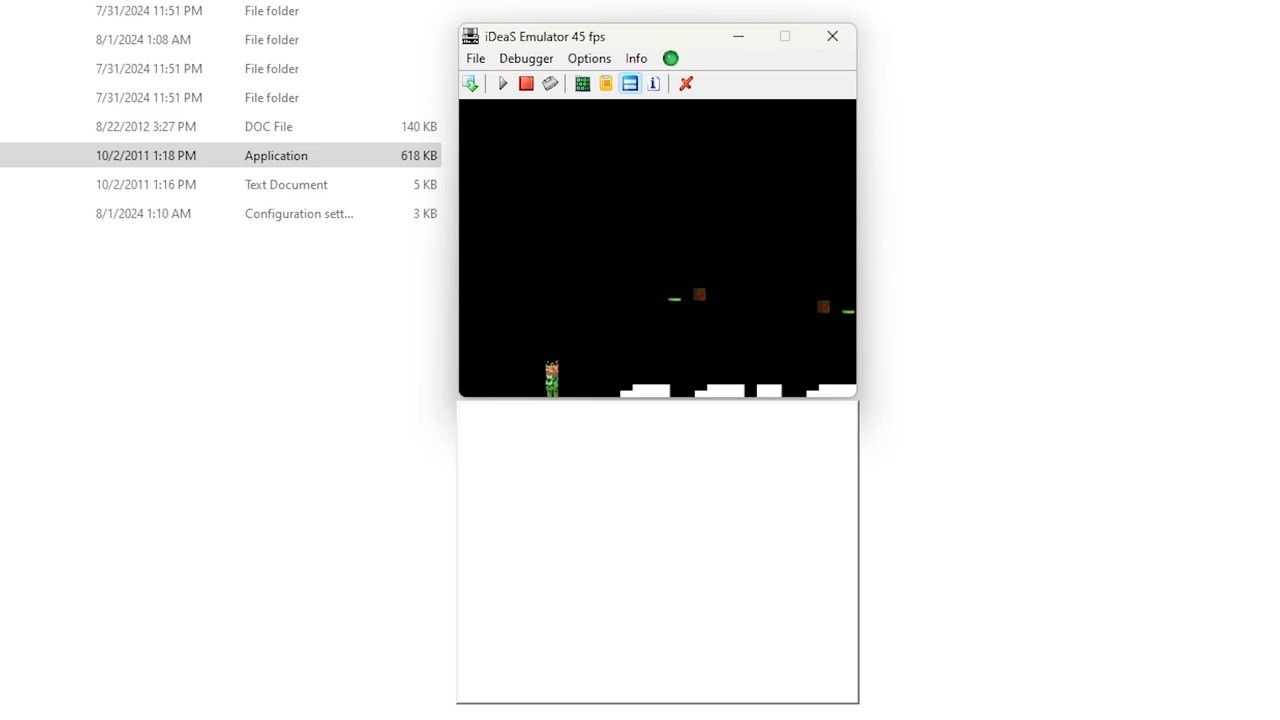 7/31/2024 11:51 PM File folder
8/1/2024 1:08 AM File folder
7/31/2024 11:51 PM File folder
7/31/2024 11:51 PM File folder
8/22/2012 3:27 PM DOC File 140 KB
10/2/2011 1:18 PM Application 618 KB
10/2/2011 1:16 PM Text Document 5 KB
8/1/2024 1:10 AM Configuration sett... 3 KB
iDeaS Emulator 45 fps
File Debugger Options Info